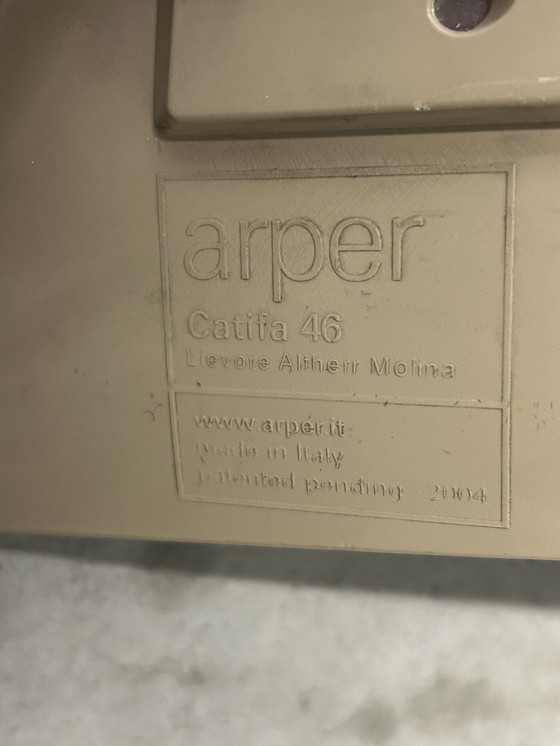 arper
Catifa 46
Lievore Altherr Molina
www.arper.it
made in Italy
patented pending 2004